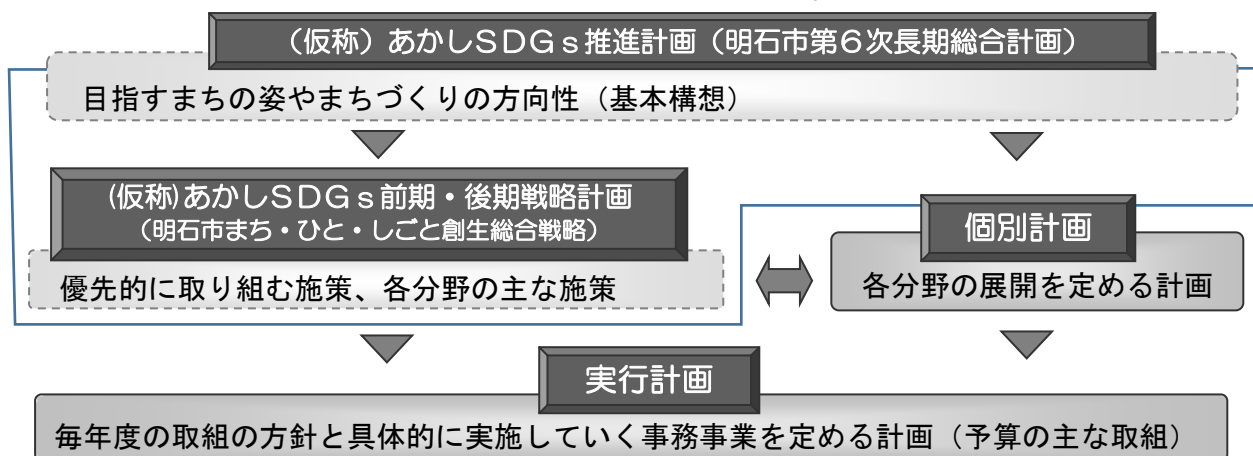 （仮称）あかしＳＤＧｓ推進計画（明石市第６次長期総合計画）
目指すまちの姿やまちづくりの方向性（基本構想）
(仮称)あかしＳＤＧｓ前期・後期戦略計画
（明石市まち・ひと・しごと創生総合戦略）
優先的に取り組む施策、各分野の主な施策
個別計画
各分野の展開を定める計画
実行計画
毎年度の取組の方針と具体的に実施していく事務事業を定める計画（予算の主な取組）